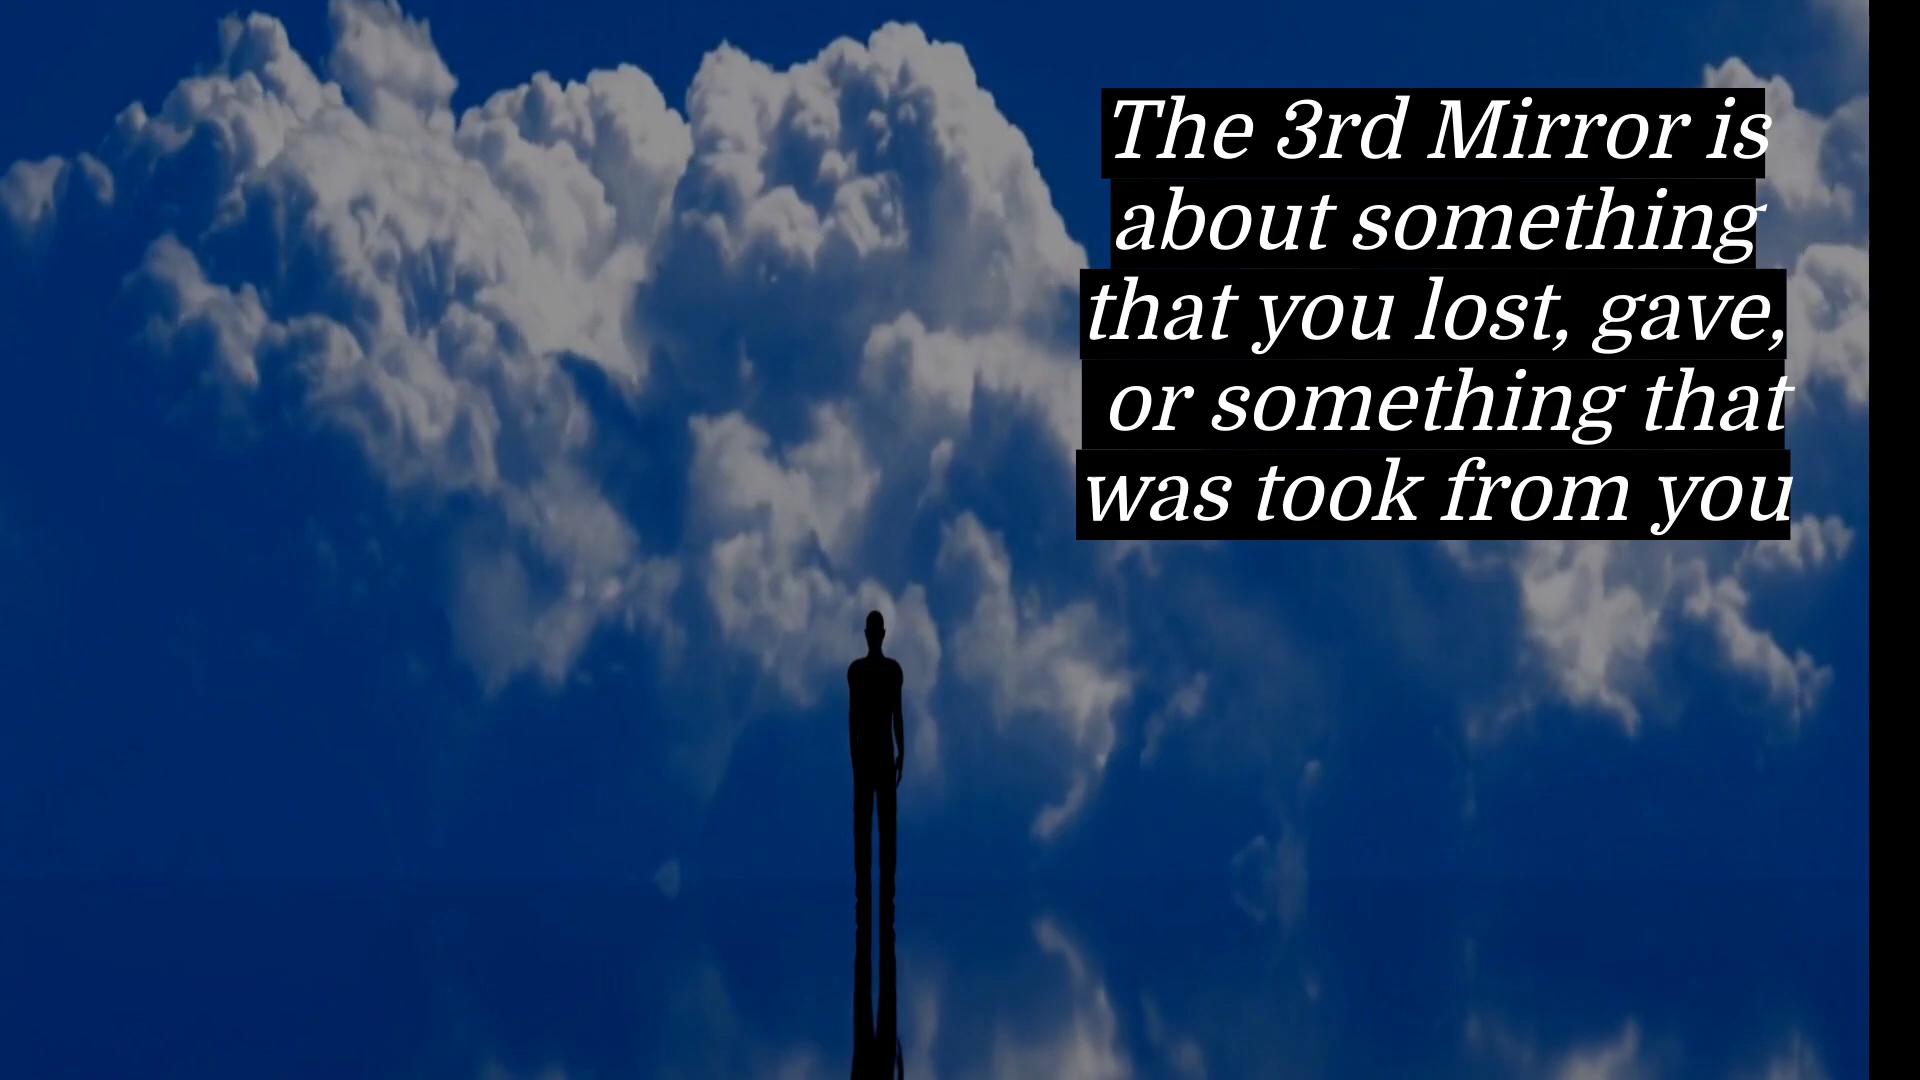 The 3rd Mirror is
about something
that you lost, gave,
or something that
was took from you